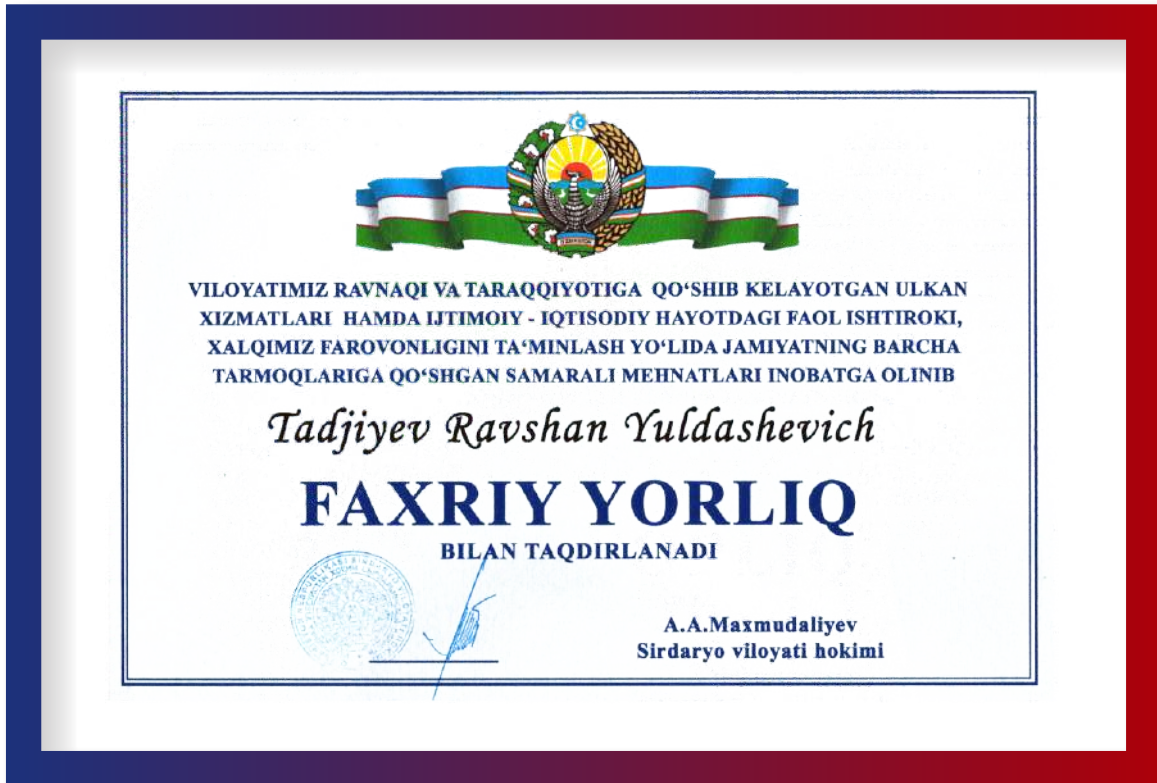 VILOYATIMIZ RAVNAQI VA TARAQQIYOTIGA QO‘SHIB KELAYOTGAN ULKAN
XIZMATLARI HAMDA IJTIMOIY - IQTISODIY HAYOTDAGI FAOL ISHTIROKI,
XALQIMIZ FAROVONLIGINI TA‘MINLASH YO‘LIDA JAMIYATNING BARCHA
TARMOQLARIGA QO‘SHGAN SAMARALI MEHNATLARI INOBATGA OLINIB
Tadjiyev Ravshan Yuldashevich
FAXRIY YORLIQ
BILAN TAQDIRLANADI
A.A.Maxmudaliyev
Sirdaryo viloyati hokimi